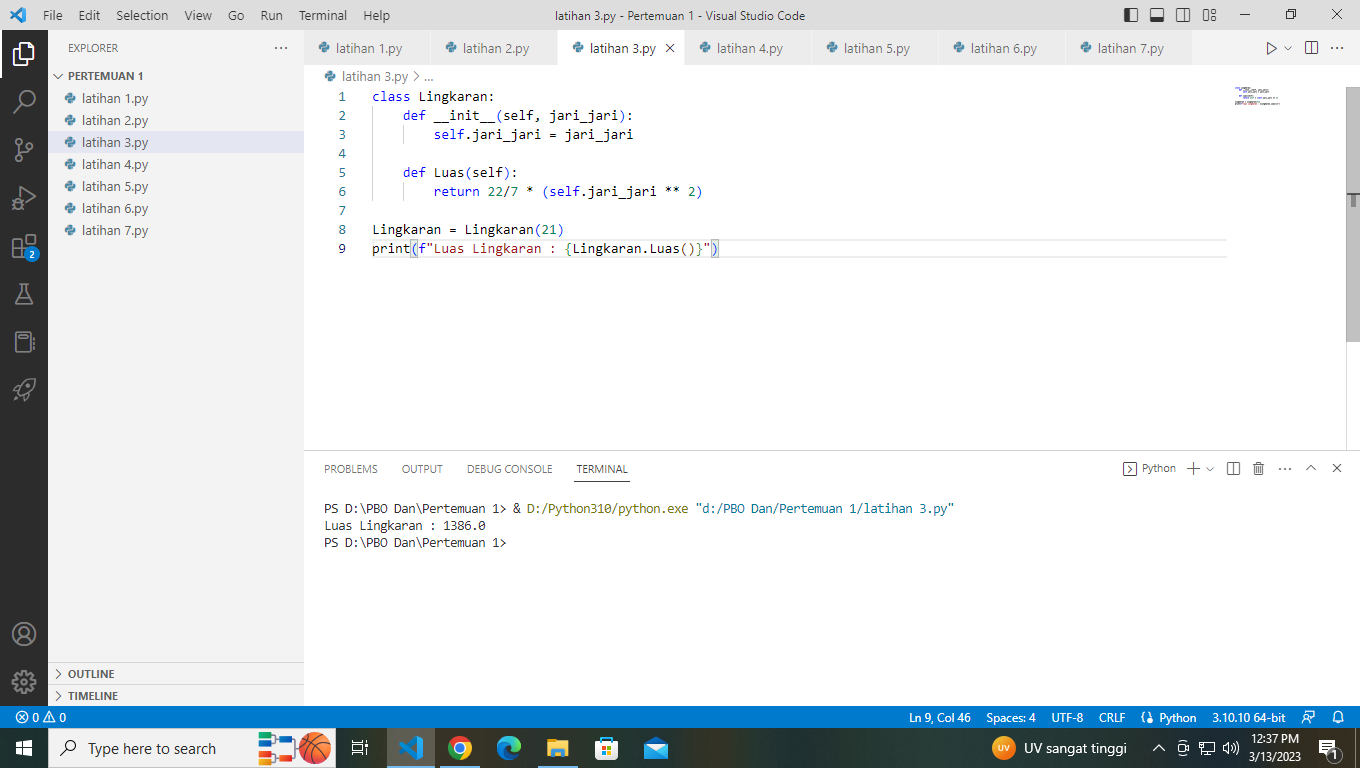 File Edit Selection View Go Run Terminal Help
latihan 3.py - Pertemuan 1 - Visual Studio Code
EXPLORER
PERTEMUAN 1
latihan 1.py
latihan 2.py
latihan 3.py
latihan 4.py
latihan 5.py
latihan 6.py
latihan 7.py
2
OUTLINE
TIMELINE
latihan 1.py latihan 2.py latihan 3.py latihan 4.py latihan 5.py latihan 6.py latihan 7.py
latihan 3.py > ...
1 class Lingkaran:
2     def __init__(self, jari_jari):
3         self.jari_jari = jari_jari
4
5     def Luas(self):
6         return 22/7 * (self.jari_jari ** 2)
7
8 Lingkaran = Lingkaran(21)
9 print(f"Luas Lingkaran : {Lingkaran.Luas()}")
PROBLEMS OUTPUT DEBUG CONSOLE TERMINAL
Python
PS D:\PBO Dan\Pertemuan 1> & D:/Python310/python.exe "d:/PBO Dan/Pertemuan 1/latihan 3.py"
Luas Lingkaran : 1386.0
PS D:\PBO Dan\Pertemuan 1>
0 0
Ln 9, Col 46 Spaces: 4 UTF-8 CRLF Python 3.10.10 64-bit
Type here to search
UV
UV sangat tinggi
12:37 PM
3/13/2023
1